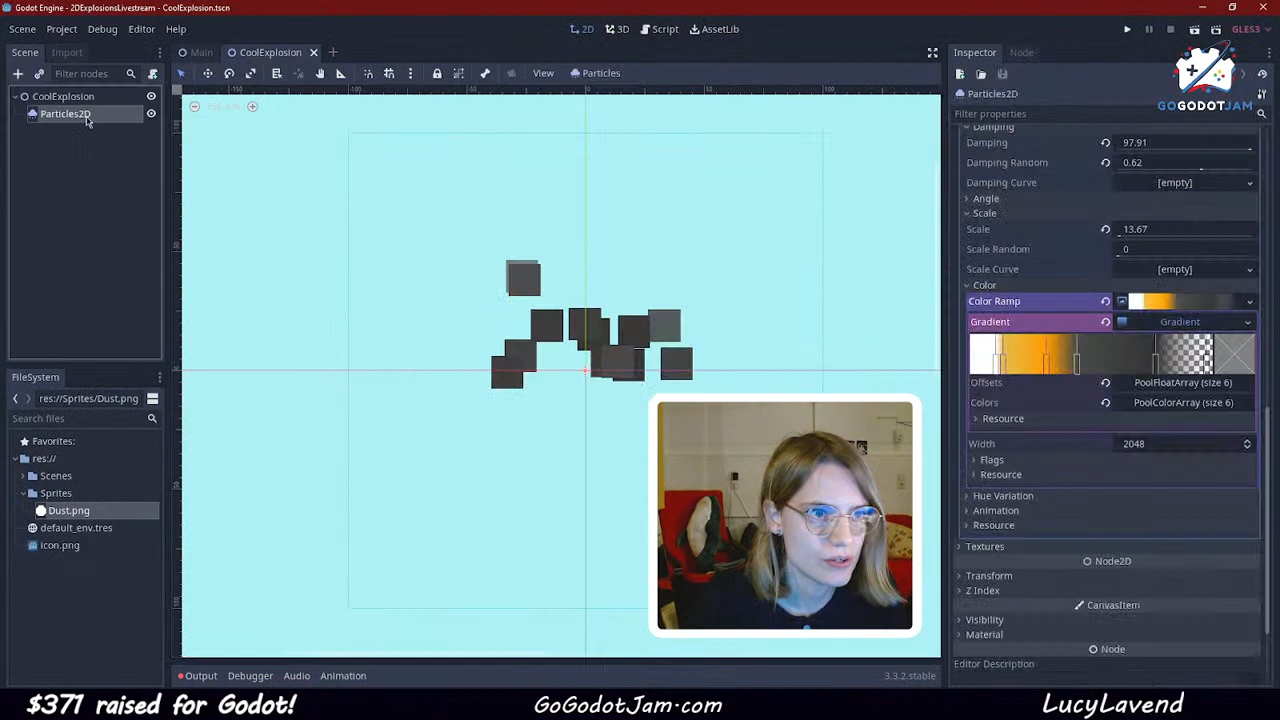 Godot Engine - 2DExplosionsLivestream - CoolExplosion.tscn
Scene Project Debug Editor Help
2D 3D Script AssetLib
GLES3
Scene Import
Main CoolExplosion
Inspector Node
Filter nodes
View Particles
GOGODOTJAM
CoolExplosion
Particles2D
-150 -100 -50 0 50 100
Particles2D
Filter properties
Damping
Damping 97.91
Damping Random 0.62
Damping Curve [empty]
Angle
Scale
Scale 13.67
Scale Random 0
Scale Curve [empty]
Color
Color Ramp
Gradient Gradient
Offsets PoolFloatArray (size 6)
Colors PoolColorArray (size 6)
Resource
Width 2048
Flags
Resource
Hue Variation
Animation
Resource
Textures
Node2D
Transform
Z Index
CanvasItem
Visibility
Material
Node
Editor Description
FileSystem
res://Sprites/Dust.png
Search files
Favorites:
res://
Scenes
Sprites
Dust.png
default_env.tres
icon.png
Output Debugger Audio Animation
3.3.2.stable
$371 raised for Godot! GoGodotJam.com LucyLavend